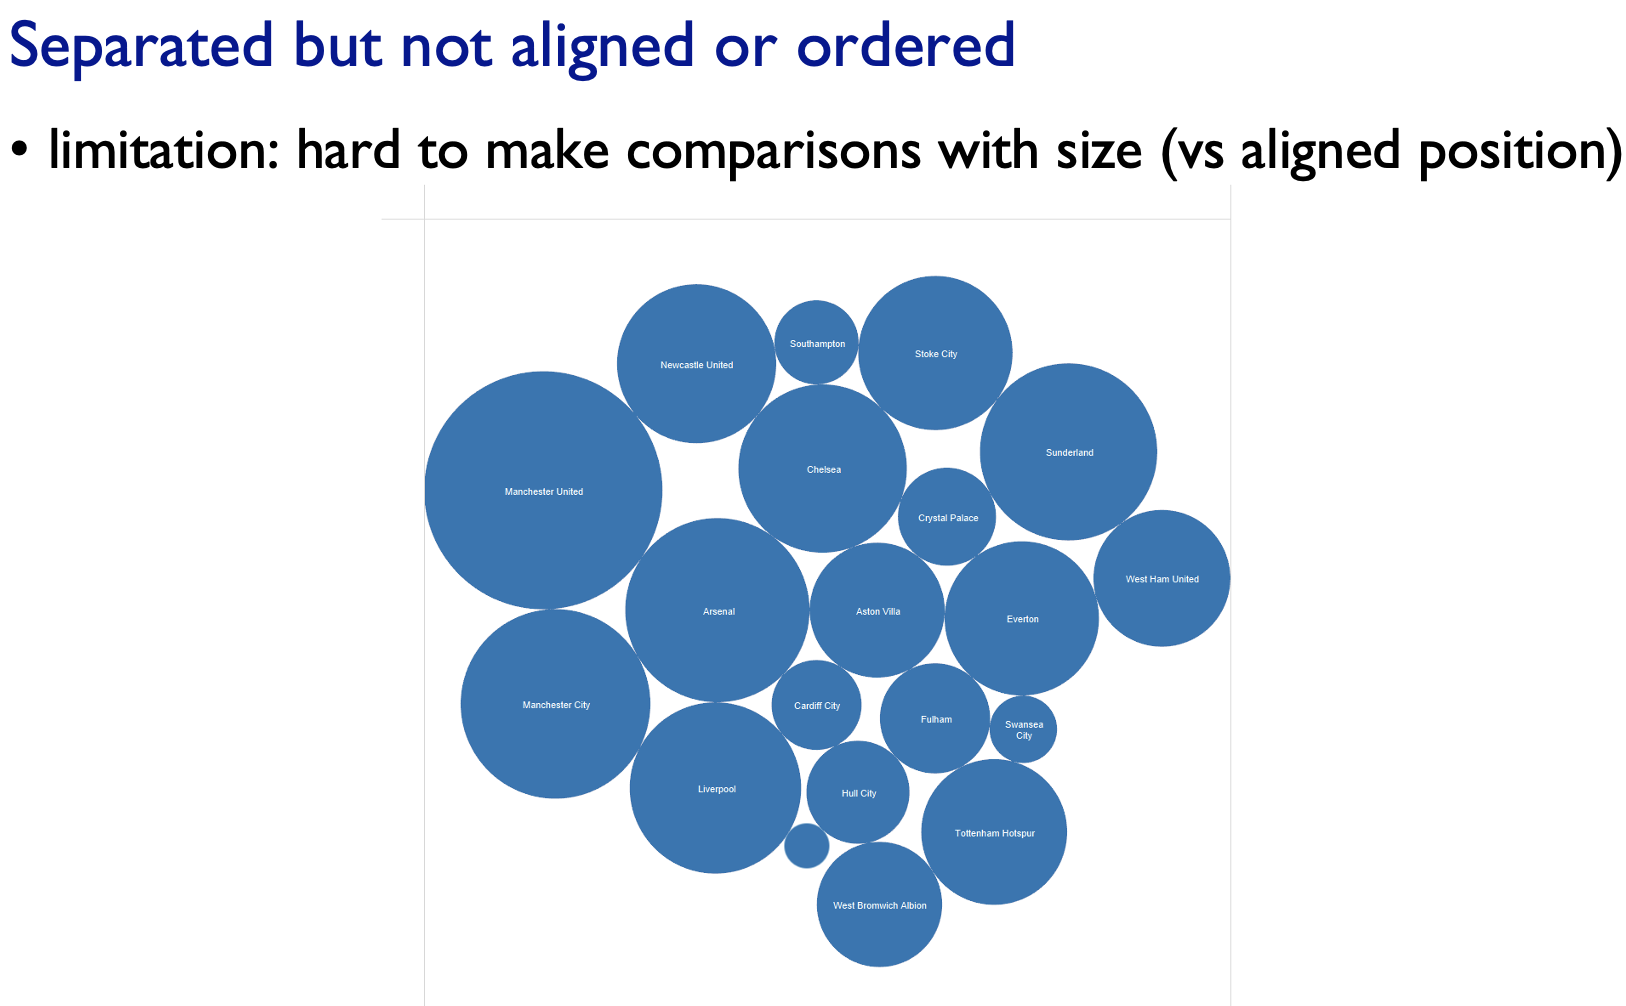 Separated but not aligned or ordered
• limitation: hard to make comparisons with size (vs aligned position)
Southampton
Stoke City
Newcastle United
Sunderland
Chelsea
Manchester United
Crystal Palace
West Ham United
Arsenal
Aston Villa
Everton
Manchester City
Cardiff City
Fulham
Swansea
City
Liverpool
Hull City
Tottenham Hotspur
West Bromwich Albion